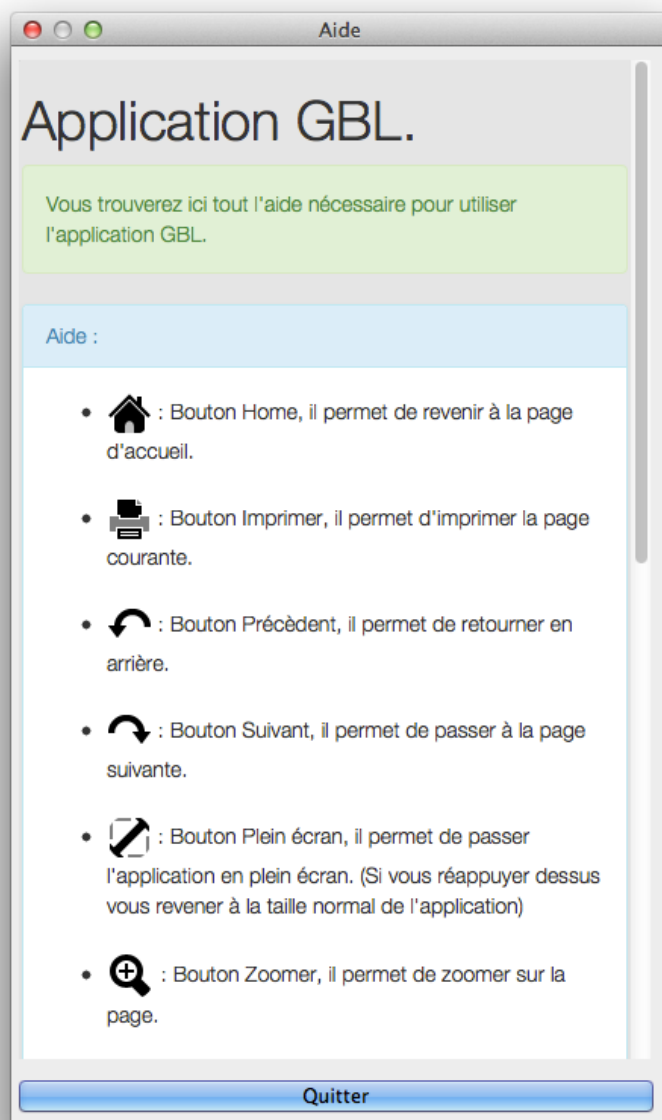 Aide
Application GBL.
Vous trouverez ici tout l'aide nécessaire pour utiliser
l'application GBL.
Aide :
: Bouton Home, il permet de revenir à la page
d'accueil.
: Bouton Imprimer, il permet d'imprimer la page
courante.
: Bouton Précèdent, il permet de retourner en
arrière.
: Bouton Suivant, il permet de passer à la page
suivante.
: Bouton Plein écran, il permet de passer
l'application en plein écran. (Si vous réappuyer dessus
vous revener à la taille normal de l'application)
: Bouton Zoomer, il permet de zoomer sur la
page.
Quitter